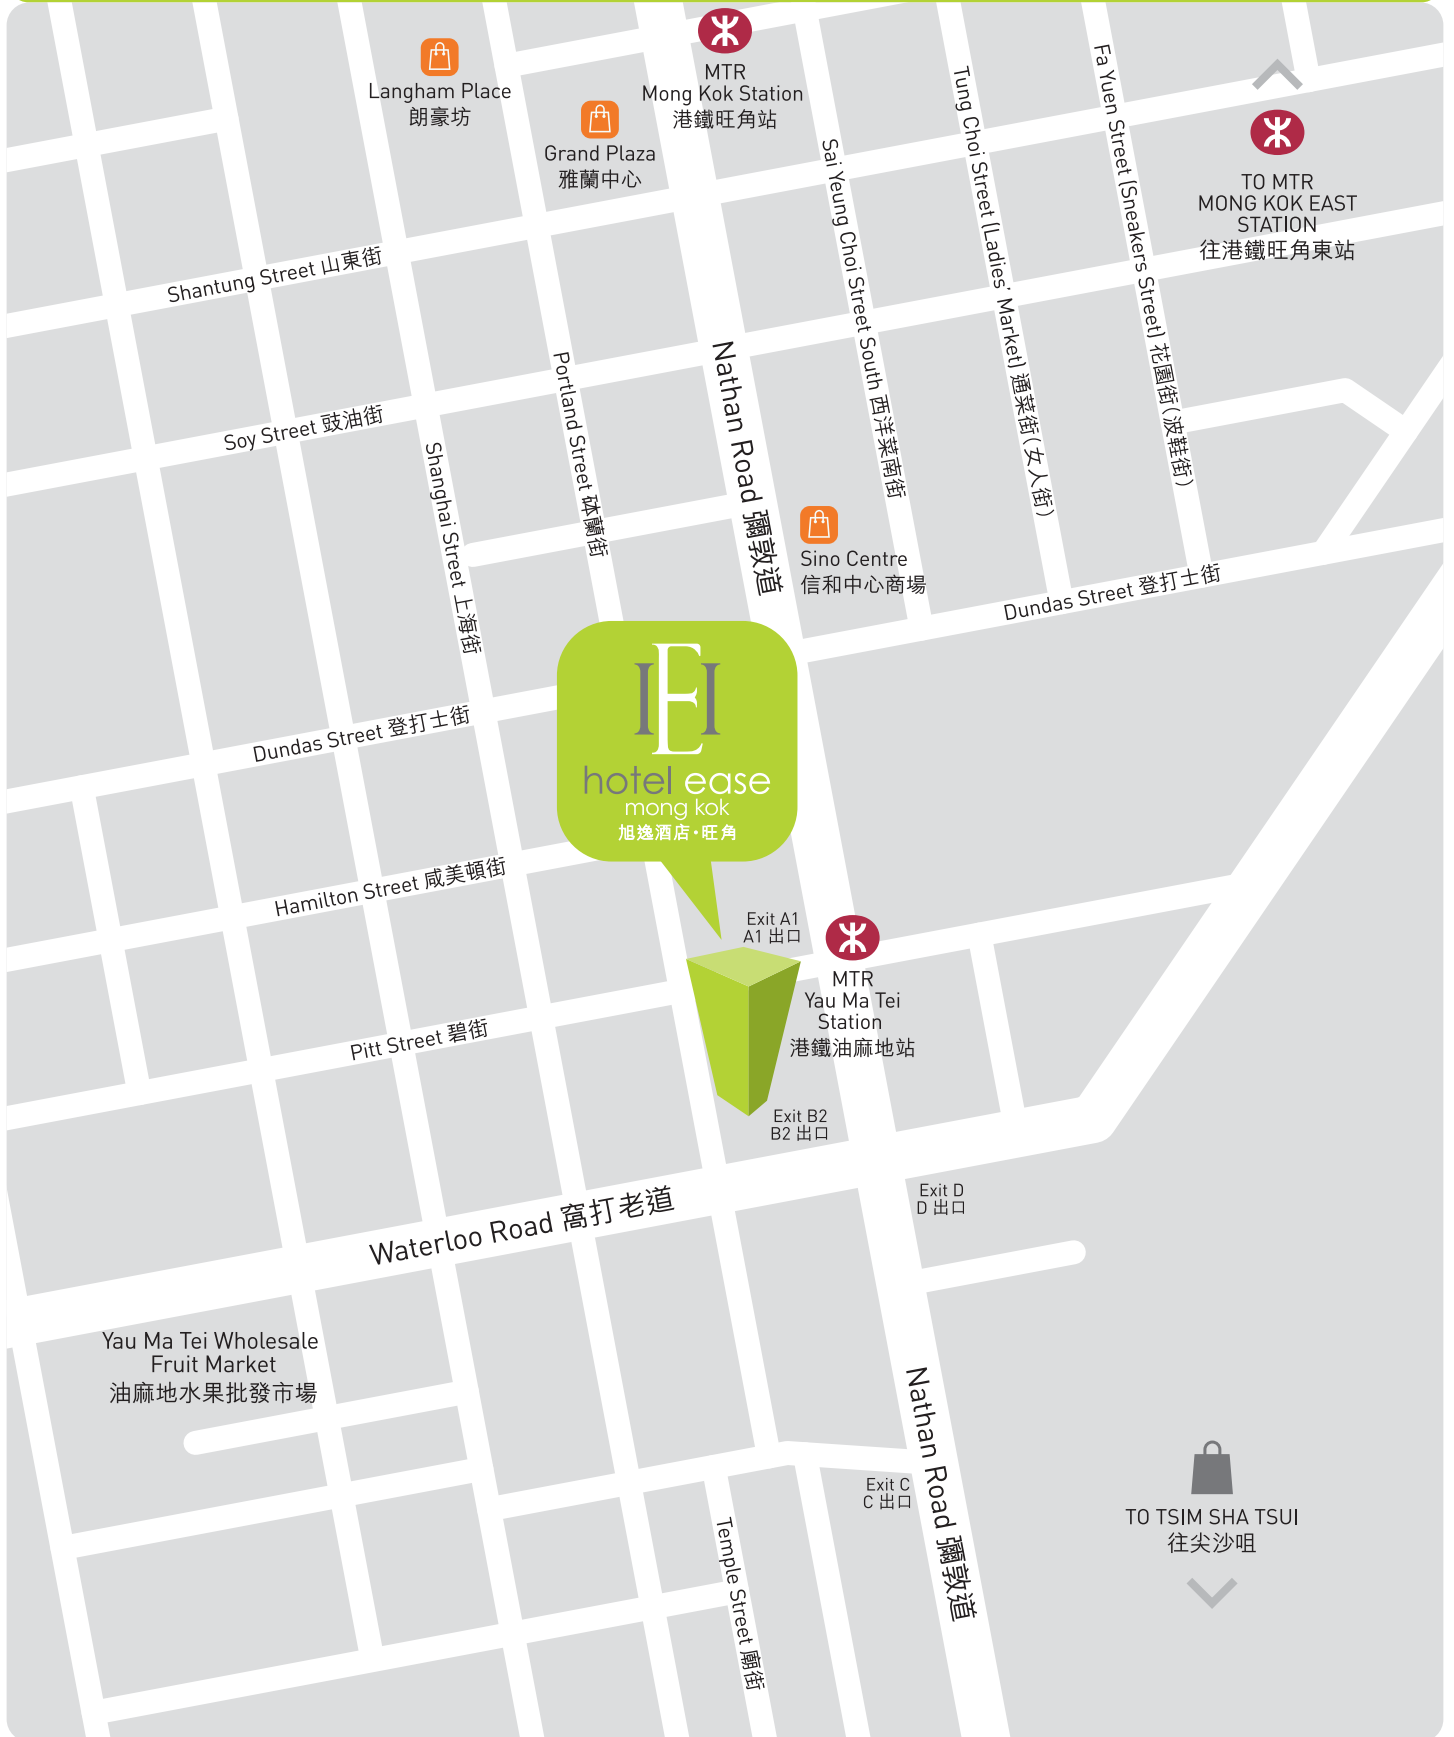 Langham Place
朗豪坊
Grand Plaza
雅蘭中心
MTR
Mong Kok Station
港鐵旺角站
TO MTR
MONG KOK EAST
STATION
往港鐵旺角東站
Shantung Street 山東街
Soy Street 豉油街
Shanghai Street 上海街
Portland Street 砵蘭街
Nathan Road 彌敦道
Sai Yeung Choi Street South 西洋菜南街
Tung Choi Street (Ladies' Market) 通菜街(女人街)
Fa Yuen Street (Sneakers Street) 花園街(波鞋街)
Sino Centre
信和中心商場
Dundas Street 登打士街
Dundas Street 登打士街
hotel ease
mong kok
旭逸酒店·旺角
Hamilton Street 咸美頓街
Exit A1
A1 出口
MTR
Yau Ma Tei
Station
港鐵油麻地站
Pitt Street 碧街
Exit B2
B2 出口
Exit D
D 出口
Waterloo Road 窩打老道
Yau Ma Tei Wholesale
Fruit Market
油麻地水果批發市場
Nathan Road 彌敦道
Exit C
C 出口
Temple Street 廟街
TO TSIM SHA TSUI
往尖沙咀